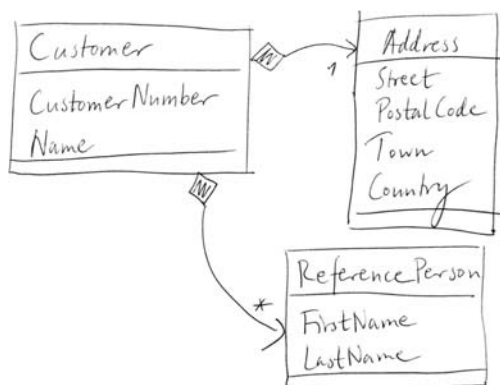 Customer
CustomerNumber
Name
1
Address
Street
PostalCode
Town
Country
*
ReferencePerson
FirstName
LastName